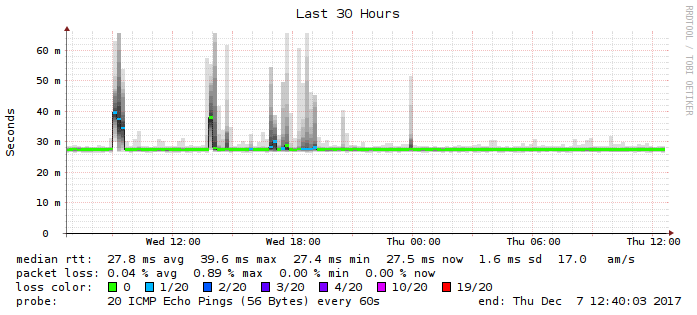 Last 30 Hours
RRDTOOL / TOBI OETIKER
Seconds
60 m
50 m
40 m
30 m
20 m
10 m
0
Wed 12:00 Wed 18:00 Thu 00:00 Thu 06:00 Thu 12:00
median rtt: 27.8 ms avg 39.6 ms max 27.4 ms min 27.5 ms now 1.6 ms sd 17.0 am/s
packet loss: 0.04 % avg 0.89 % max 0.00 % min 0.00 % now
loss color: 0 1/20 2/20 3/20 4/20 10/20 19/20
probe: 20 ICMP Echo Pings (56 Bytes) every 60s end: Thu Dec 7 12:40:03 2017